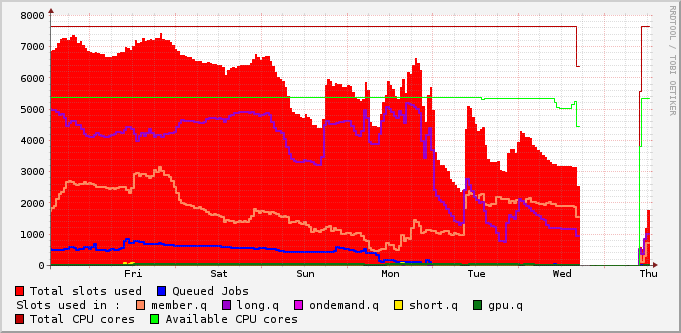 8000
7000
6000
5000
4000
3000
2000
1000
0
Fri Sat Sun Mon Tue Wed Thu
RRDTOOL / TOBI OETIKER
Total slots used Queued Jobs
Slots used in : member.q long.q ondemand.q short.q gpu.q
Total CPU cores Available CPU cores